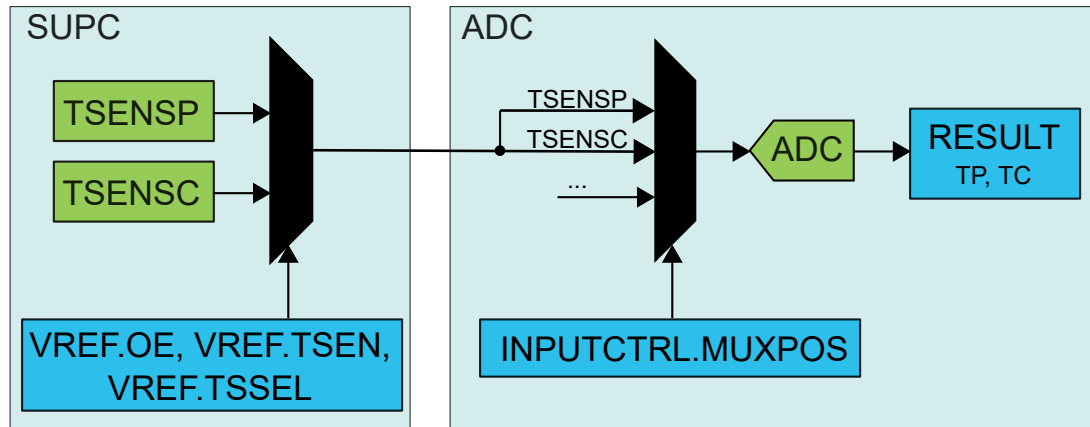 SUPC
TSENSP
TSENSC
VREF.OE, VREF.TSEN,
VREF.TSSEL
ADC
TSENSP
TSENSC
...
ADC
RESULT
TP, TC
INPUTCTRL.MUXPOS